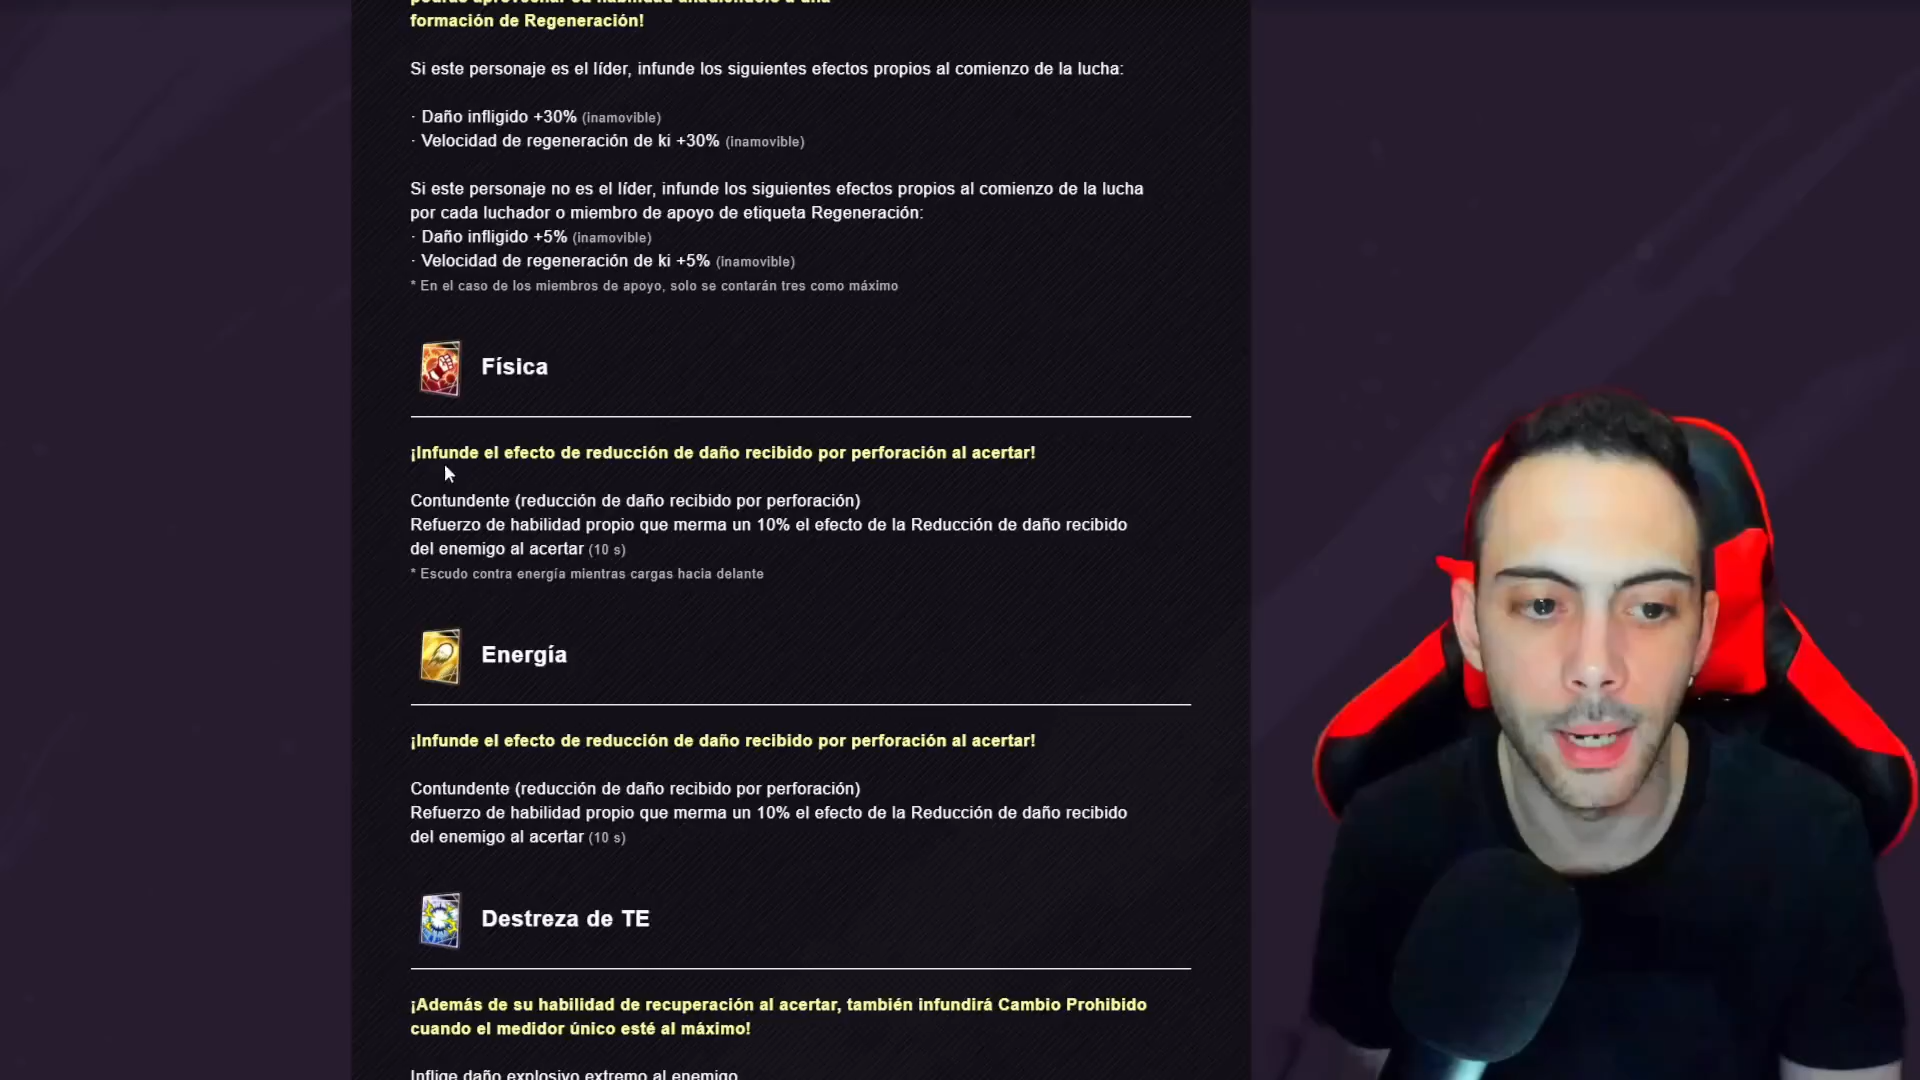 formación de Regeneración!
Si este personaje es el líder, infunde los siguientes efectos propios al comienzo de la lucha:
· Daño infligido +30% (inamovible)
· Velocidad de regeneración de ki +30% (inamovible)
Si este personaje no es el líder, infunde los siguientes efectos propios al comienzo de la lucha
por cada luchador o miembro de apoyo de etiqueta Regeneración:
· Daño infligido +5% (inamovible)
· Velocidad de regeneración de ki +5% (inamovible)
* En el caso de los miembros de apoyo, solo se contarán tres como máximo
Física
¡Infunde el efecto de reducción de daño recibido por perforación al acertar!
Contundente (reducción de daño recibido por perforación)
Refuerzo de habilidad propio que merma un 10% el efecto de la Reducción de daño recibido
del enemigo al acertar (10 s)
* Escudo contra energía mientras cargas hacia delante
Energía
¡Infunde el efecto de reducción de daño recibido por perforación al acertar!
Contundente (reducción de daño recibido por perforación)
Refuerzo de habilidad propio que merma un 10% el efecto de la Reducción de daño recibido
del enemigo al acertar (10 s)
Destreza de TE
¡Además de su habilidad de recuperación al acertar, también infundirá Cambio Prohibido
cuando el medidor único esté al máximo!
Inflige daño explosivo extremo al enemigo.